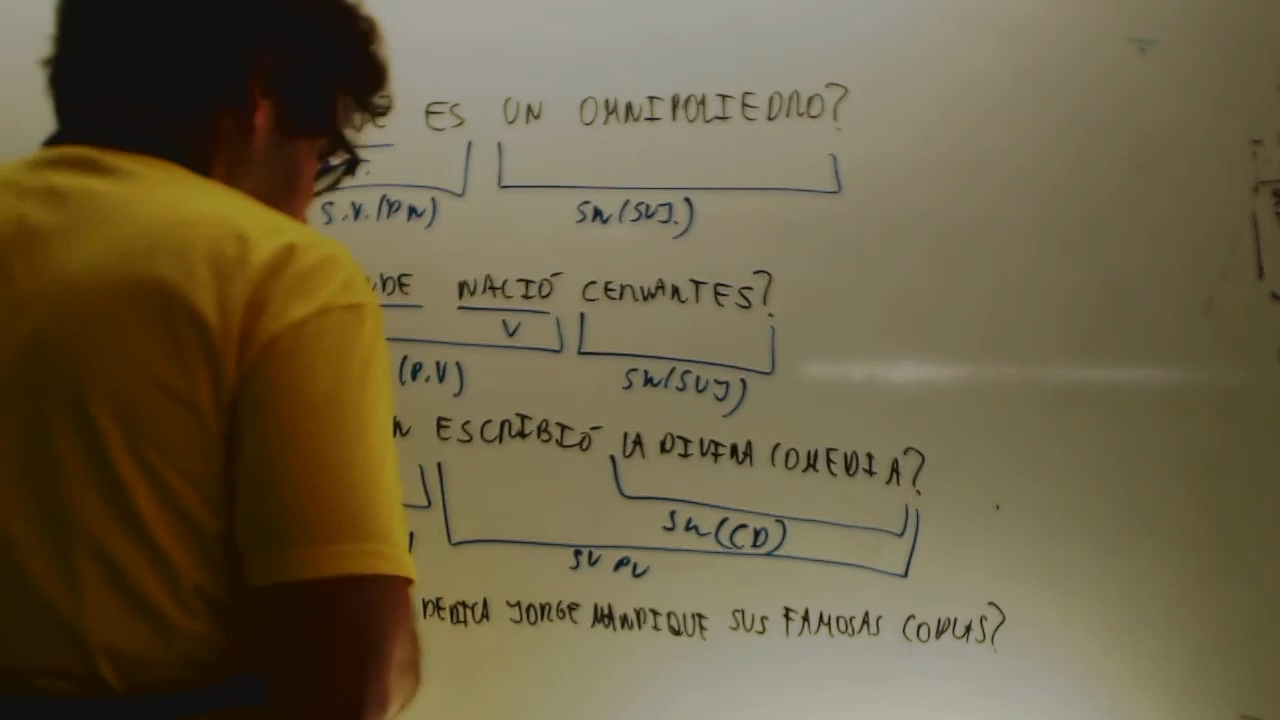 ES UN OMNIPOLIEDRO?
S.V.(PN) SN(SUJ.)
NDE NACIÓ CERVANTES?
V
(P.V) SN(SUJ)
N ESCRIBIÓ LA DIVINA COMEDIA?
SN(CD)
SV PV
DEDICA JORGE MANRIQUE SUS FAMOSAS COPLAS?